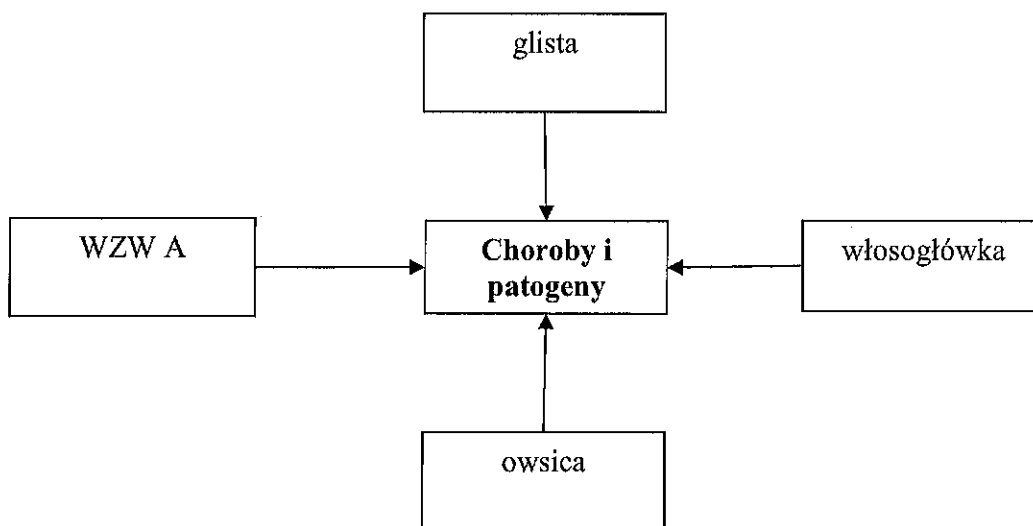 glista
WZW A
Choroby i
patogeny
włosogłówka
owsica